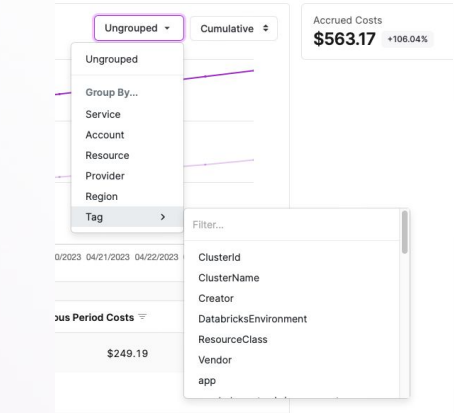 Ungrouped
Cumulative
Accrued Costs
$563.17 +106.04%
Ungrouped
Group By...
Service
Account
Resource
Provider
Region
Tag
Filter...
ClusterId
ClusterName
Creator
DatabricksEnvironment
ResourceClass
Vendor
app
0/2023 04/21/2023 04/22/2023
ous Period Costs
$249.19